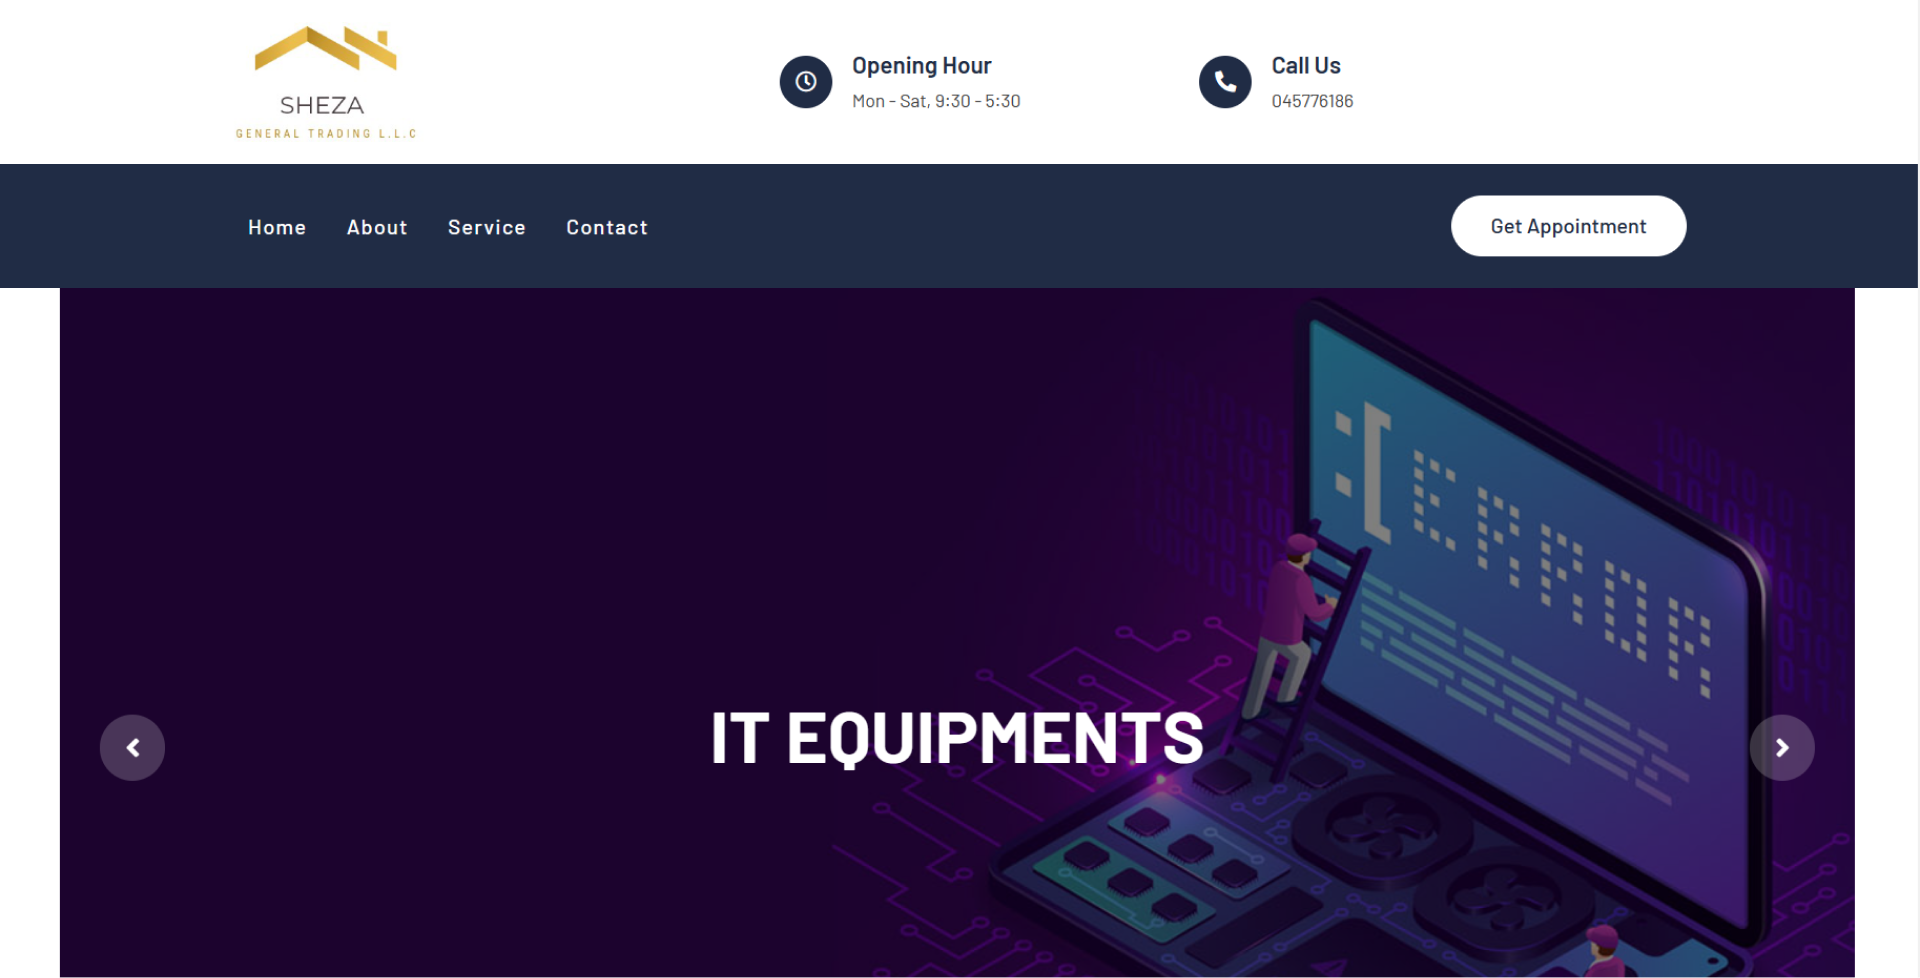 SHEZA
GENERAL TRADING L.L.C
Opening Hour
Mon - Sat, 9:30 - 5:30
Call Us
045776186
Home About Service Contact
Get Appointment
:[ ERROR
IT EQUIPMENTS